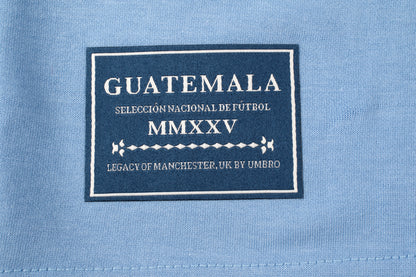 GUATEMALA
SELECCIÓN NACIONAL DE FÚTBOL
MMXXV
LEGACY OF MANCHESTER, UK BY UMBRO